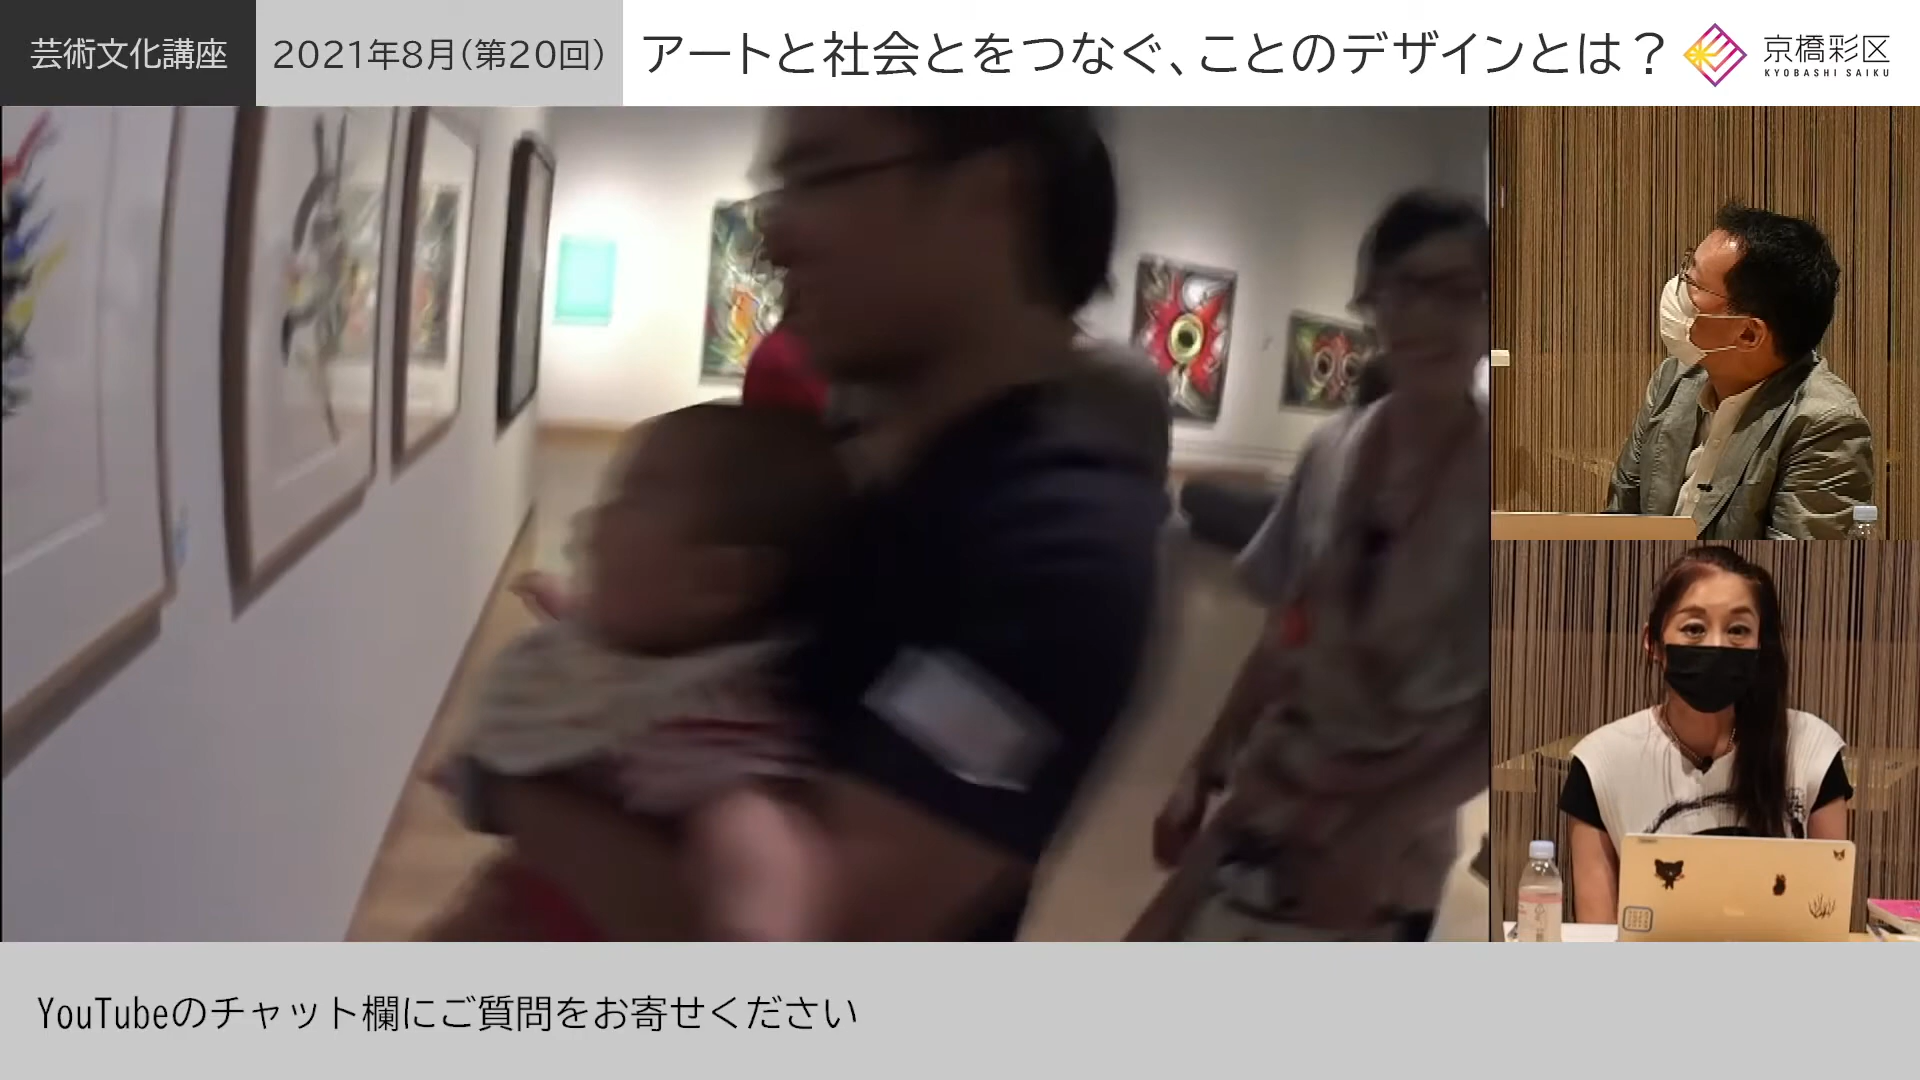 芸術文化講座
2021年8月(第20回)
アートと社会とをつなぐ、ことのデザインとは？
京橋彩区
KYOBASHI SAIKU
YouTubeのチャット欄にご質問をお寄せください